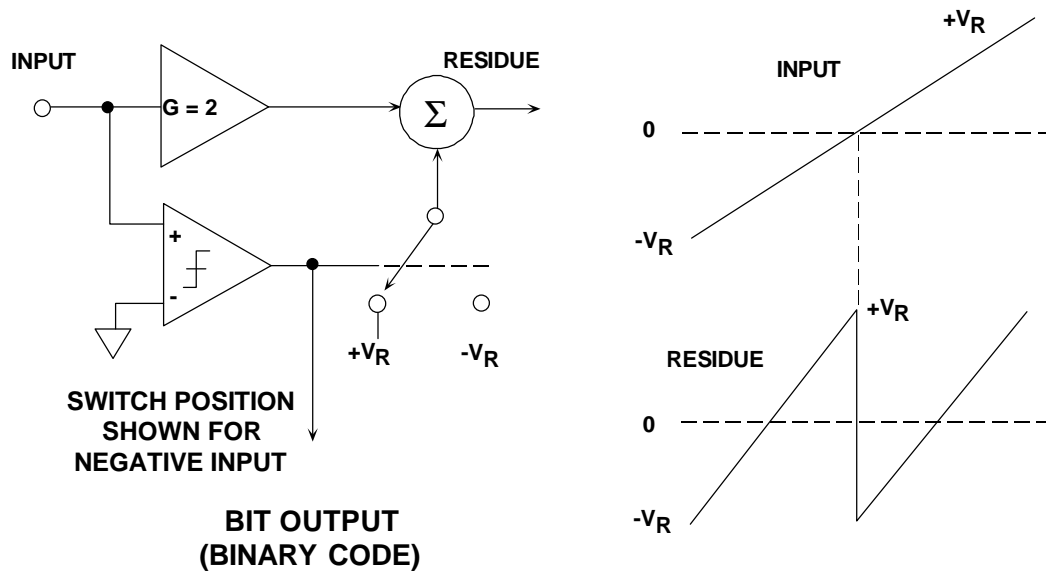 INPUT
G = 2
RESIDUE
Σ
+
-
+VR
-VR
SWITCH POSITION
SHOWN FOR
NEGATIVE INPUT
BIT OUTPUT
(BINARY CODE)
+VR
INPUT
0
-VR
+VR
RESIDUE
0
-VR